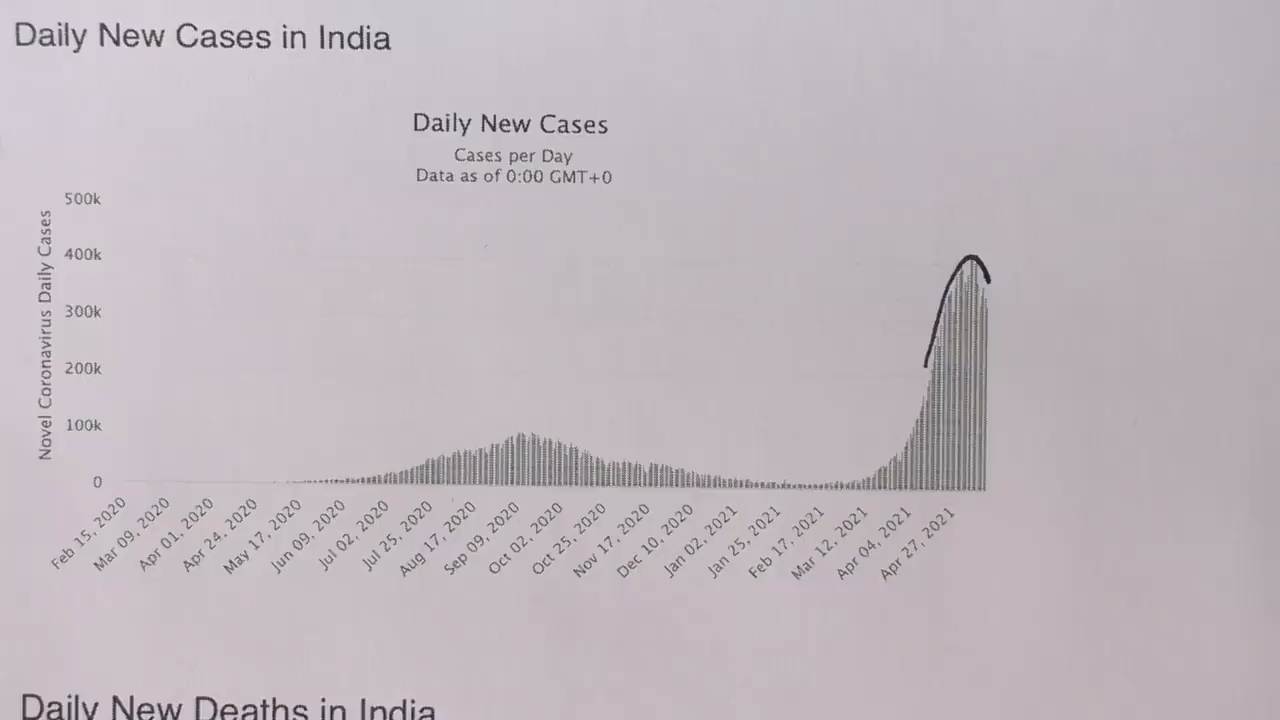 Daily New Cases in India
Daily New Cases
Cases per Day
Data as of 0:00 GMT+0
Novel Coronavirus Daily Cases
500k
400k
300k
200k
100k
0
Feb 15, 2020
Mar 09, 2020
Apr 01, 2020
Apr 24, 2020
May 17, 2020
Jun 09, 2020
Jul 02, 2020
Jul 25, 2020
Aug 17, 2020
Sep 09, 2020
Oct 02, 2020
Oct 25, 2020
Nov 17, 2020
Dec 10, 2020
Jan 02, 2021
Jan 25, 2021
Feb 17, 2021
Mar 12, 2021
Apr 04, 2021
Apr 27, 2021
Daily New Deaths in India